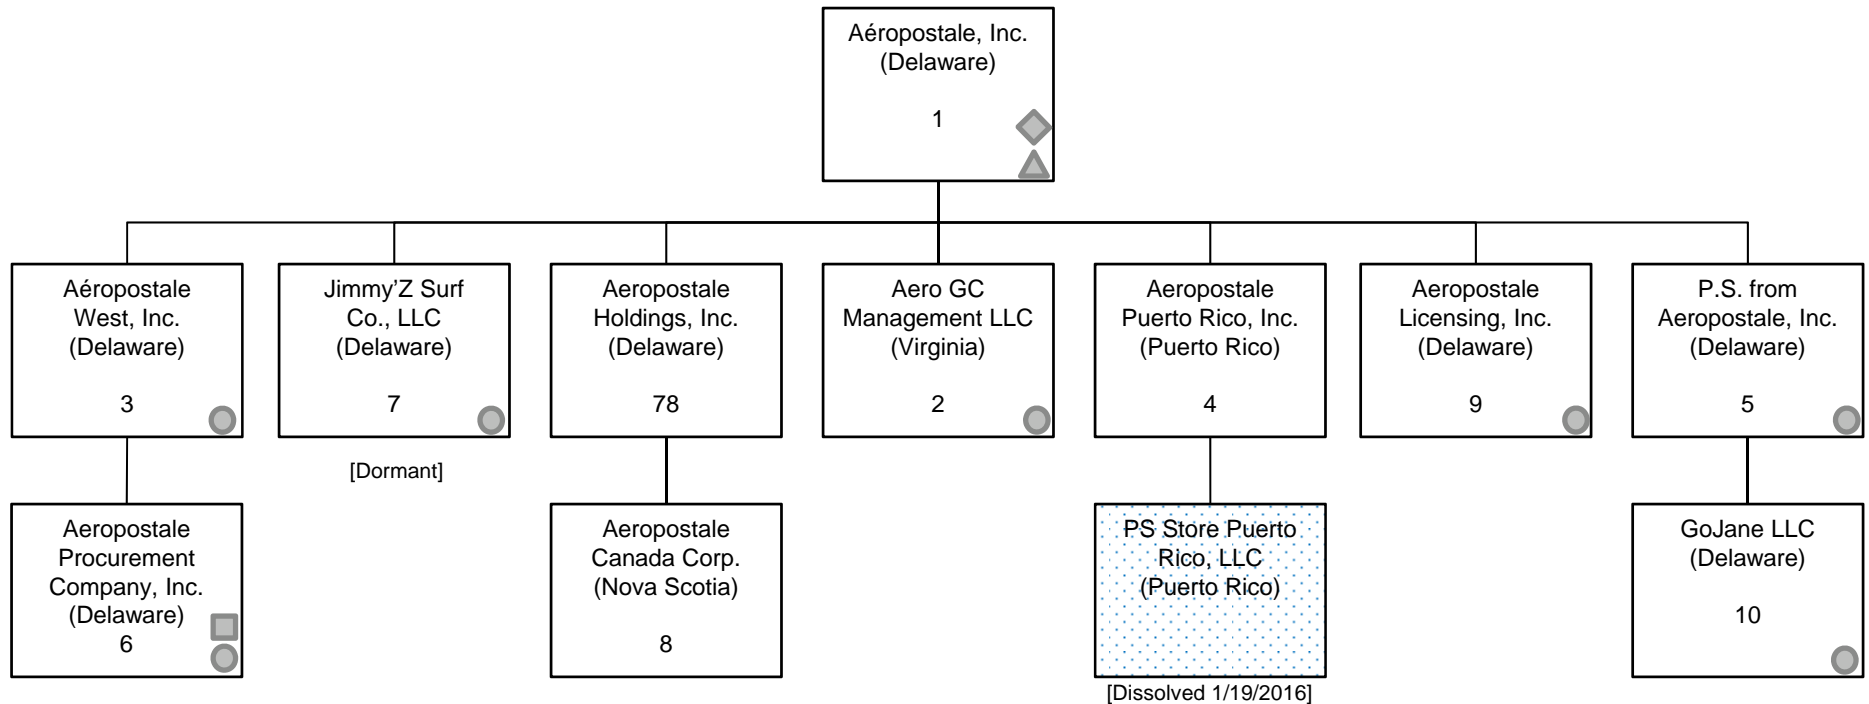 Aéropostale, Inc.
(Delaware)
1
Aéropostale
West, Inc.
(Delaware)
3
Jimmy’Z Surf
Co., LLC
(Delaware)
7
[Dormant]
Aeropostale
Holdings, Inc.
(Delaware)
78
Aero GC
Management LLC
(Virginia)
2
Aeropostale
Puerto Rico, Inc.
(Puerto Rico)
4
Aeropostale
Licensing, Inc.
(Delaware)
9
P.S. from
Aeropostale, Inc.
(Delaware)
5
Aeropostale
Procurement
Company, Inc.
(Delaware)
6
Aeropostale
Canada Corp.
(Nova Scotia)
8
PS Store Puerto
Rico, LLC
(Puerto Rico)
[Dissolved 1/19/2016]
GoJane LLC
(Delaware)
10